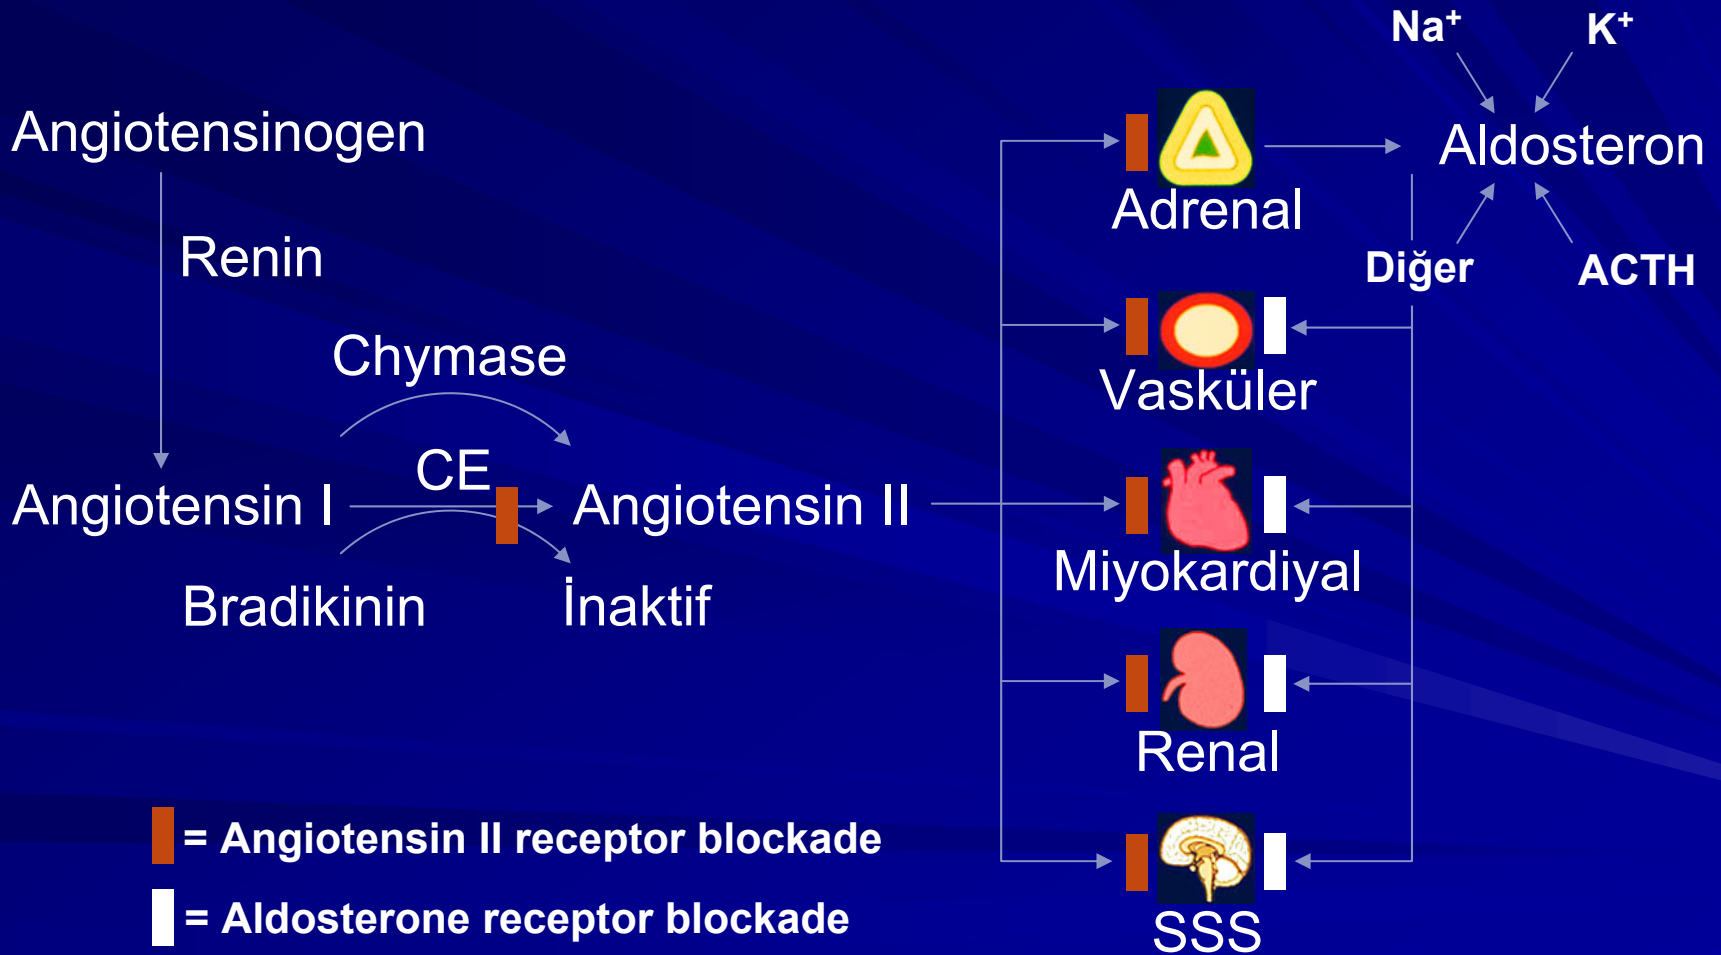 Na+
K+
Angiotensinogen
Aldosteron
Adrenal
Renin
Diğer
ACTH
Chymase
Vasküler
CE
Angiotensin I
Angiotensin II
Miyokardiyal
Bradikinin
İnaktif
Renal
= Angiotensin II receptor blockade
= Aldosterone receptor blockade
SSS